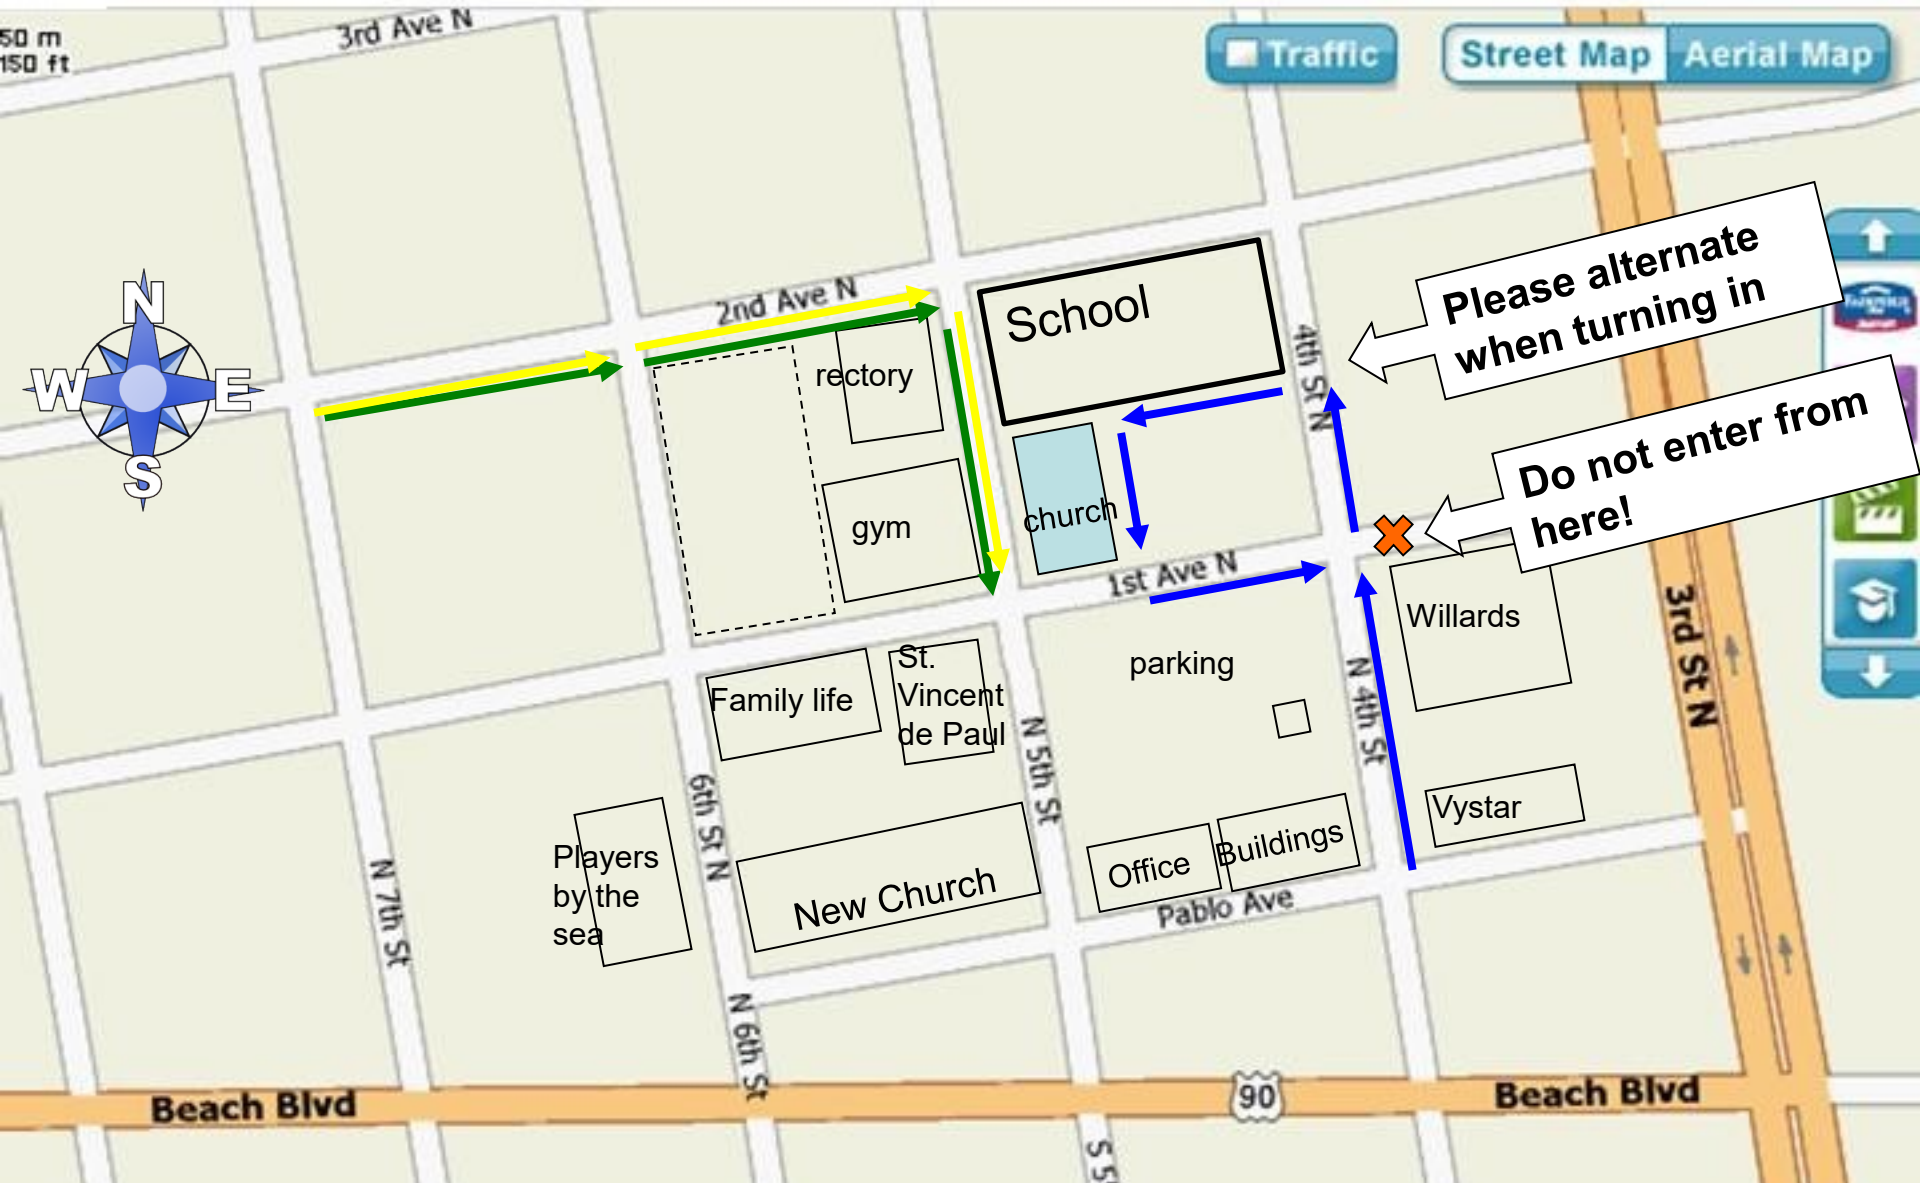 50 m
150 ft
3rd Ave N
Traffic
Street Map
Aerial Map
N
W
E
S
2nd Ave N
School
rectory
4th St N
Please alternate
when turning in
Do not enter from
here!
gym
church
1st Ave N
Willards
3rd St N
parking
N 4th St
Family life
St.
Vincent
de Paul
N 5th St
Vystar
6th St N
Players
by the
sea
New Church
Office
Buildings
Pablo Ave
N 7th St
N 6th St
Beach Blvd
90
Beach Blvd
S 5